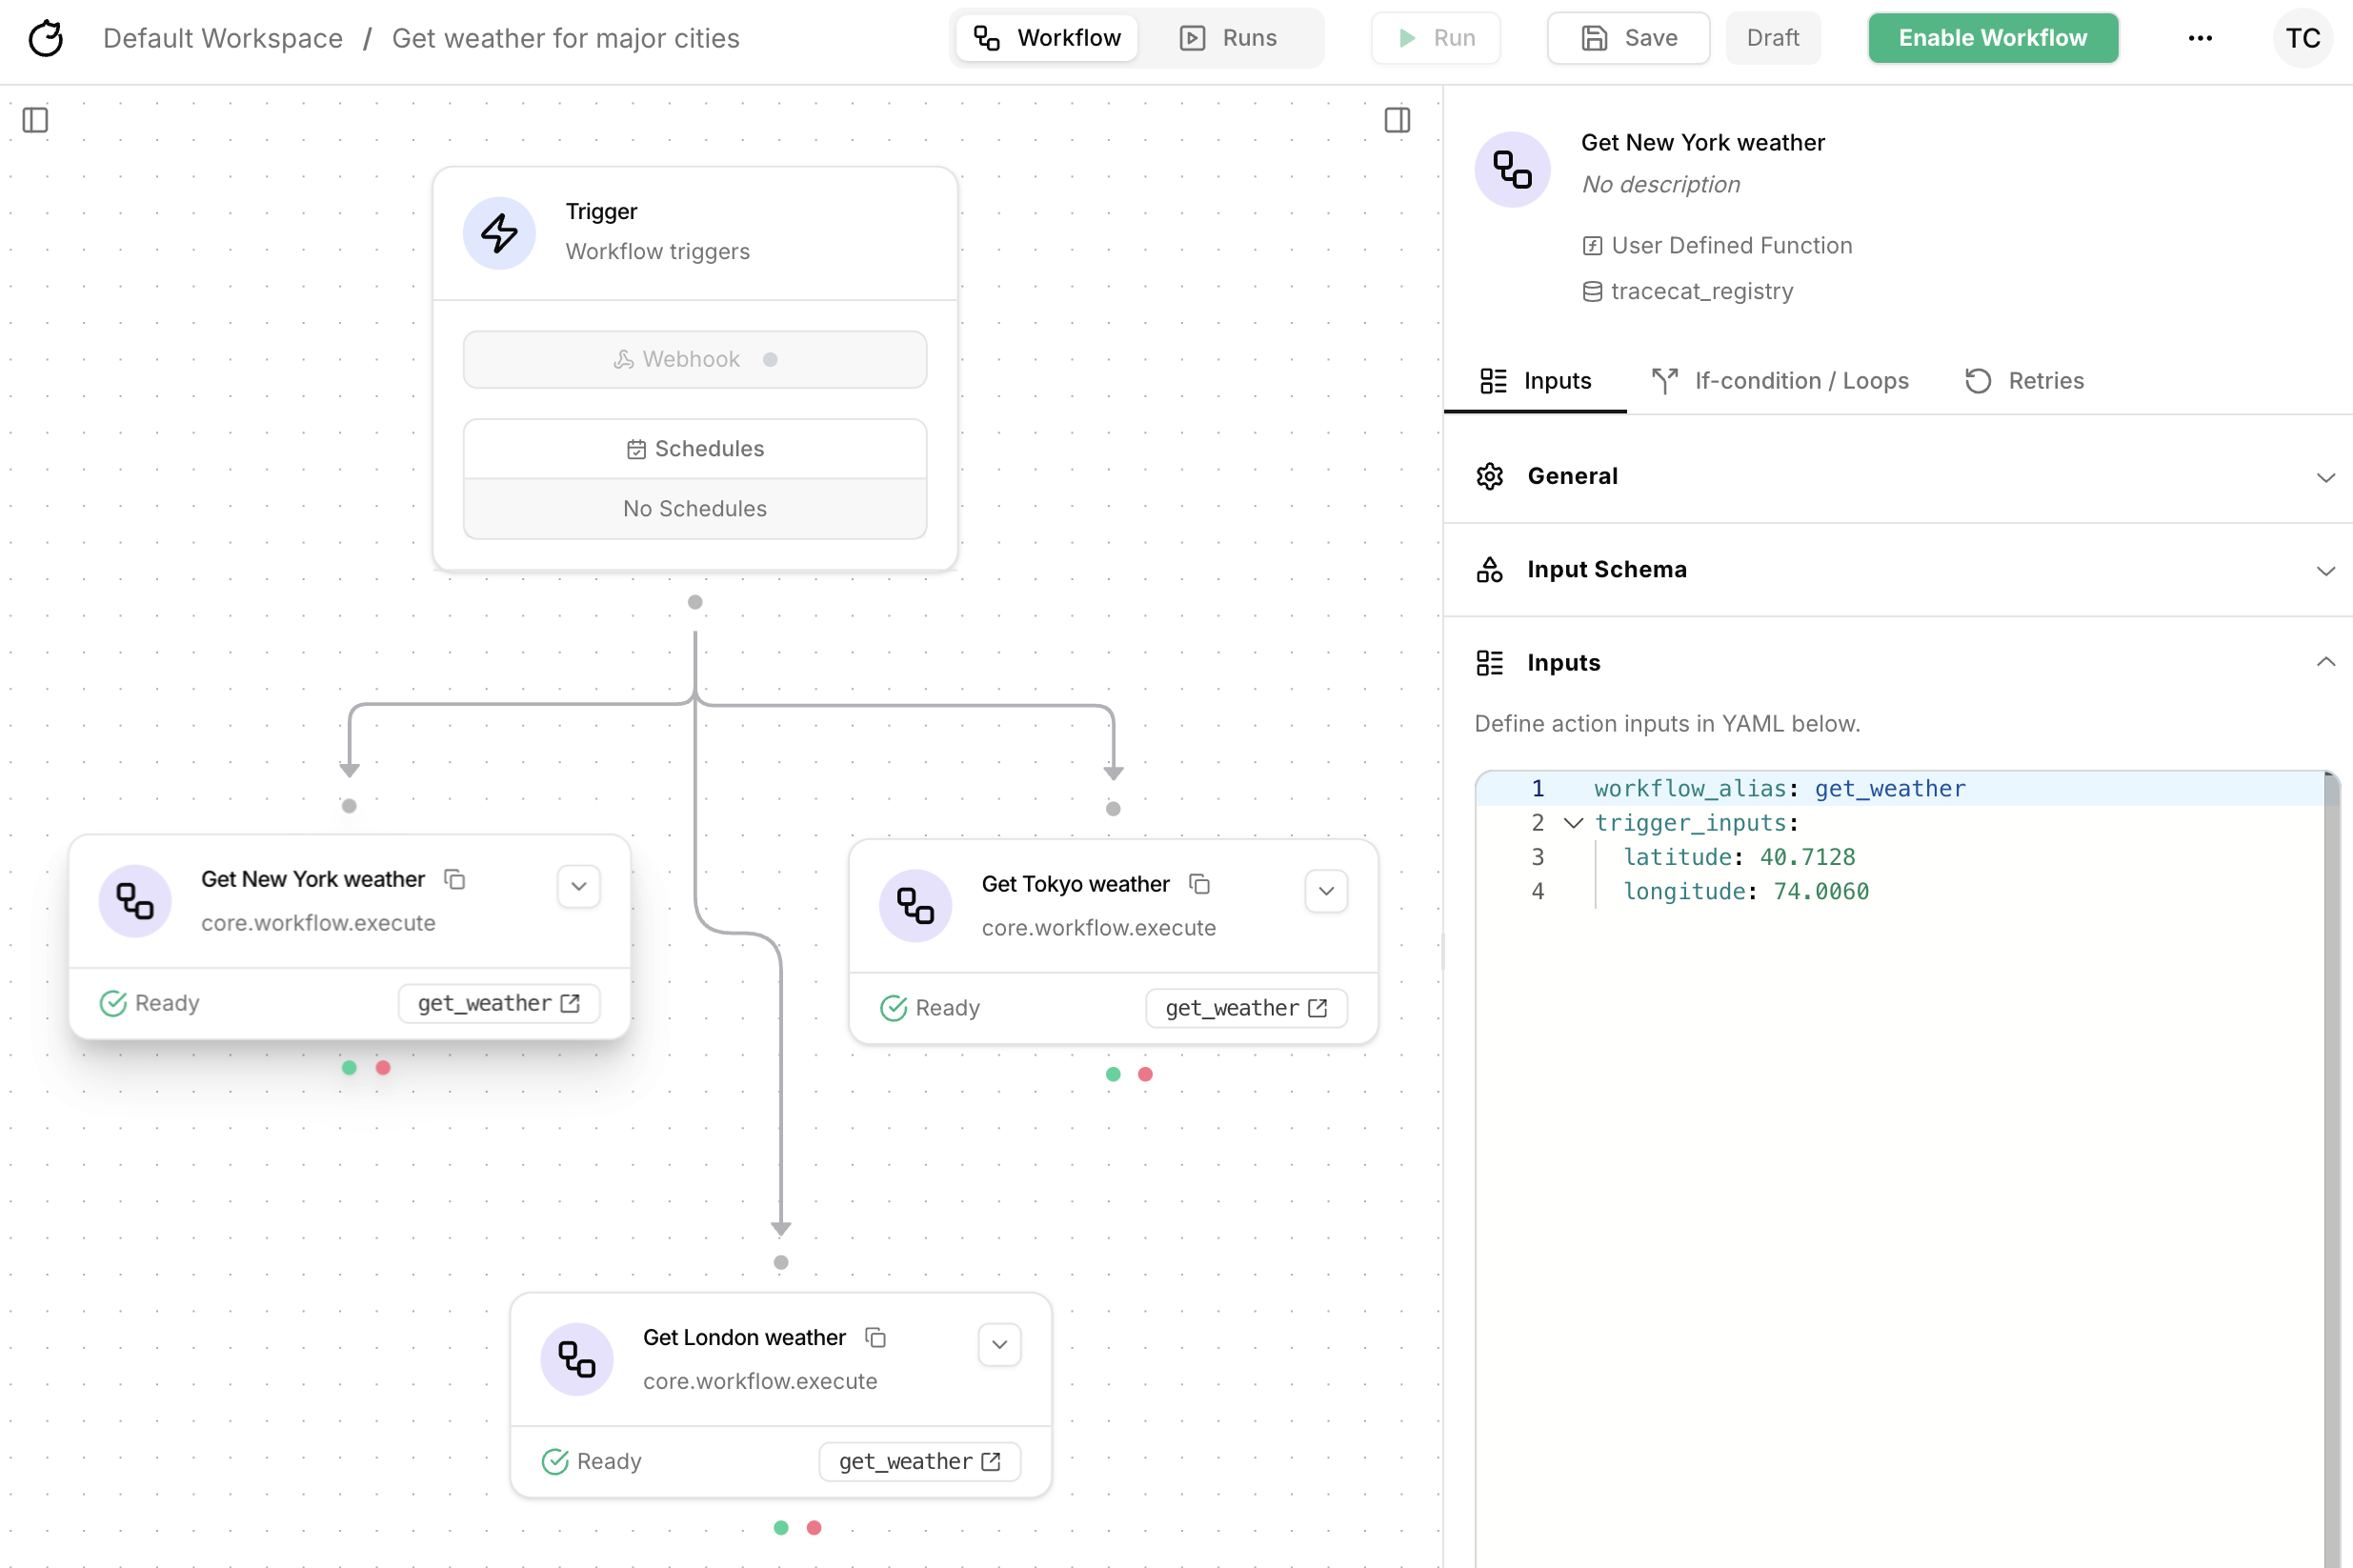 Default Workspace / Get weather for major cities
Workflow
Runs
Run
Save
Draft
Enable Workflow
TC
Trigger
Workflow triggers
Webhook
Schedules
No Schedules
Get New York weather
core.workflow.execute
Ready
get_weather
Get Tokyo weather
core.workflow.execute
Ready
get_weather
Get London weather
core.workflow.execute
Ready
get_weather
Get New York weather
No description
User Defined Function
tracecat_registry
Inputs
If-condition / Loops
Retries
General
Input Schema
Inputs
Define action inputs in YAML below.
1 workflow_alias: get_weather
2 trigger_inputs:
3 latitude: 40.7128
4 longitude: 74.0060